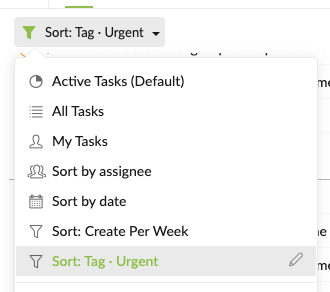 Sort: Tag · Urgent
Active Tasks (Default)
All Tasks
My Tasks
Sort by assignee
Sort by date
Sort: Create Per Week
Sort: Tag · Urgent